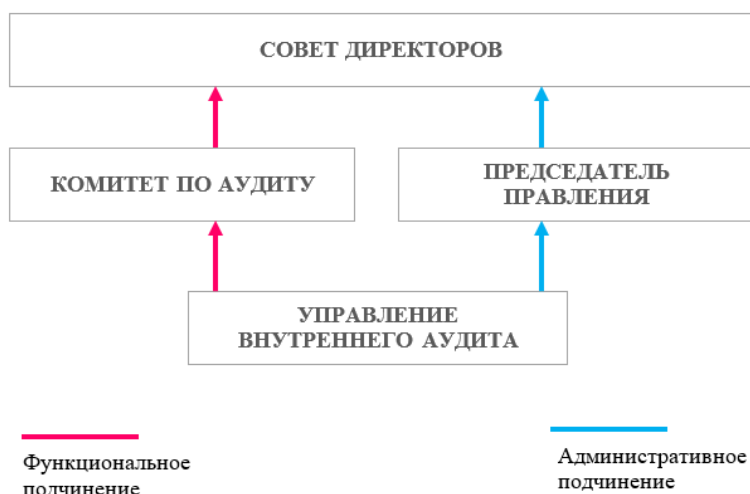 СОВЕТ ДИРЕКТОРОВ
КОМИТЕТ ПО АУДИТУ
ПРЕДСЕДАТЕЛЬ
ПРАВЛЕНИЯ
УПРАВЛЕНИЕ
ВНУТРЕННЕГО АУДИТА
Функциональное
подчинение
Административное
подчинение